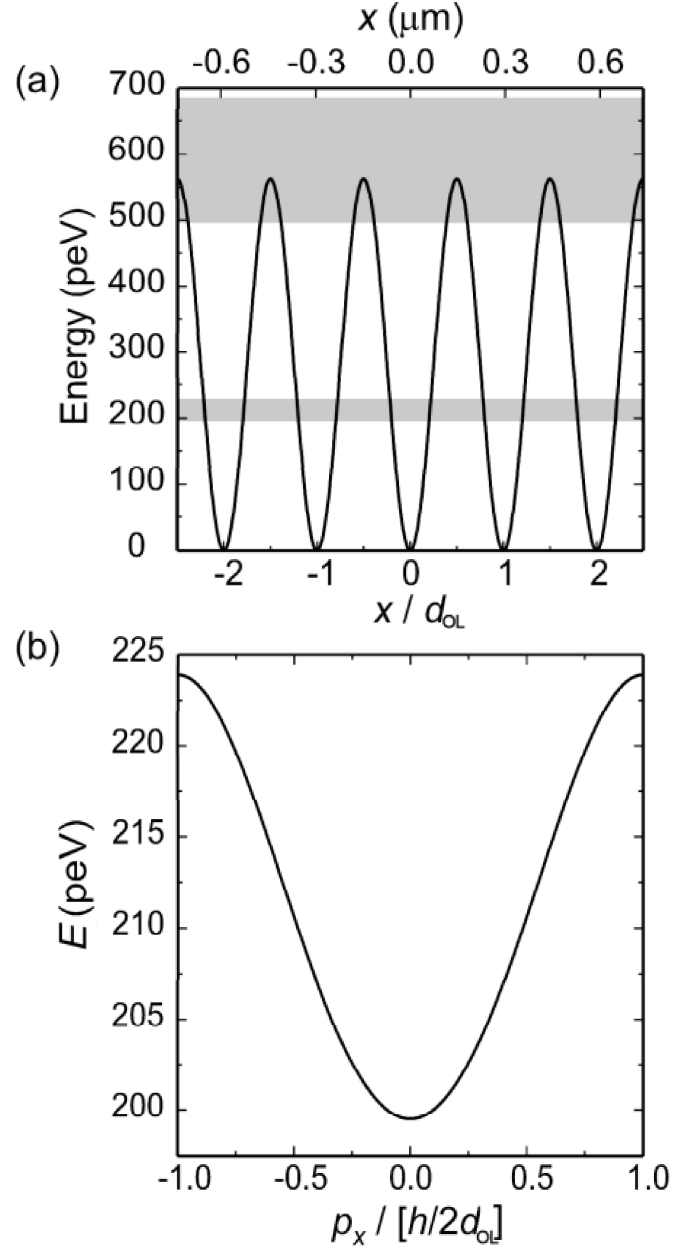 x (μm)
-0.6 -0.3 0.0 0.3 0.6
(a)
700
600
500
400
300
200
100
0
Energy (peV)
-2 -1 0 1 2
x / dOL
(b)
225
220
215
210
205
200
E (peV)
-1.0 -0.5 0.0 0.5 1.0
px / [h/2dOL]